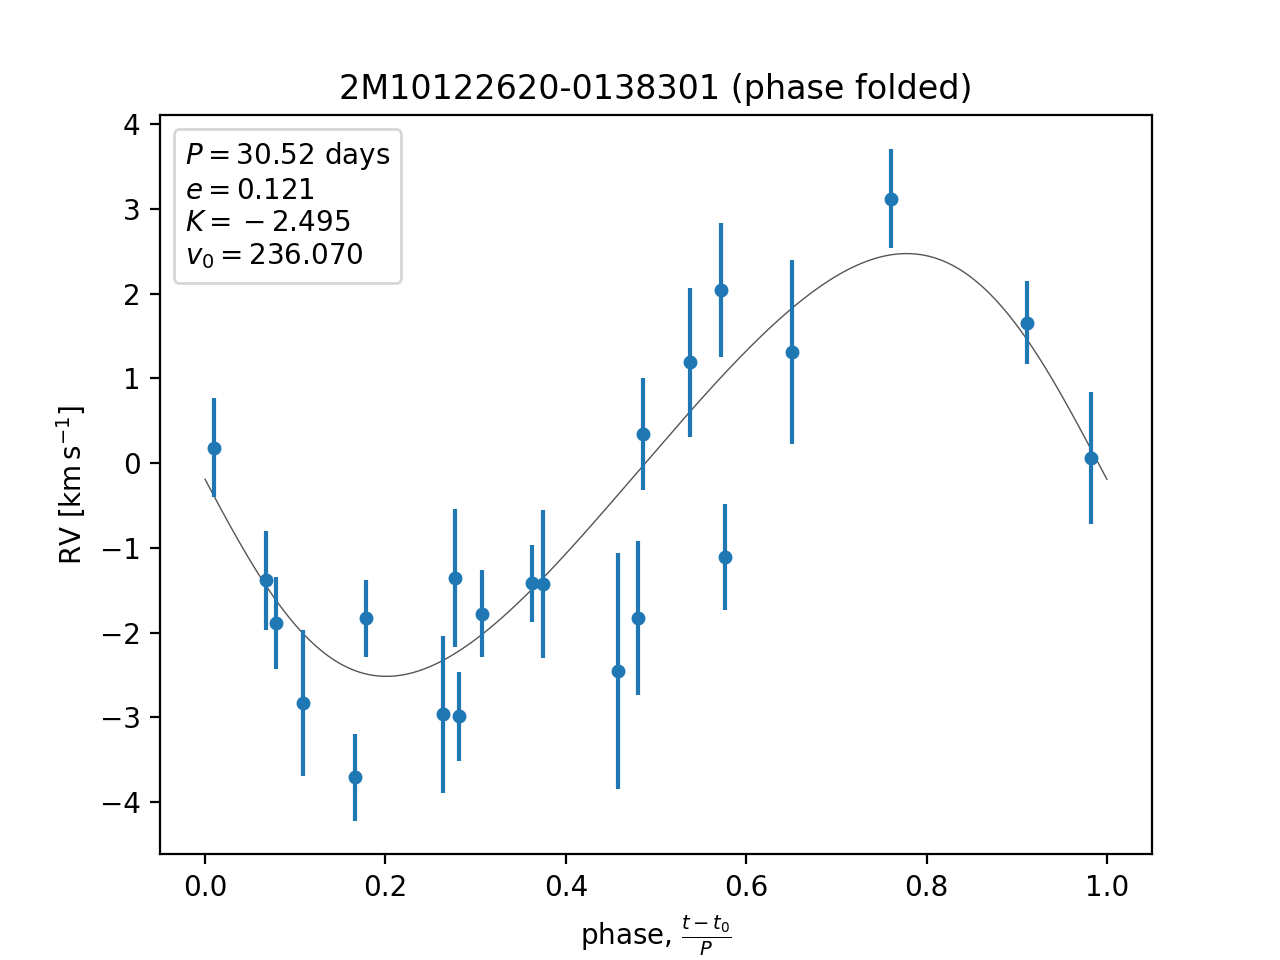 2M10122620-0138301 (phase folded)
P = 30.52 days
e = 0.121
K = −2.495
v₀ = 236.070
4
3
2
1
0
−1
−2
−3
−4
RV [km s⁻¹]
0.0 0.2 0.4 0.6 0.8 1.0
phase, (t − t₀)/P